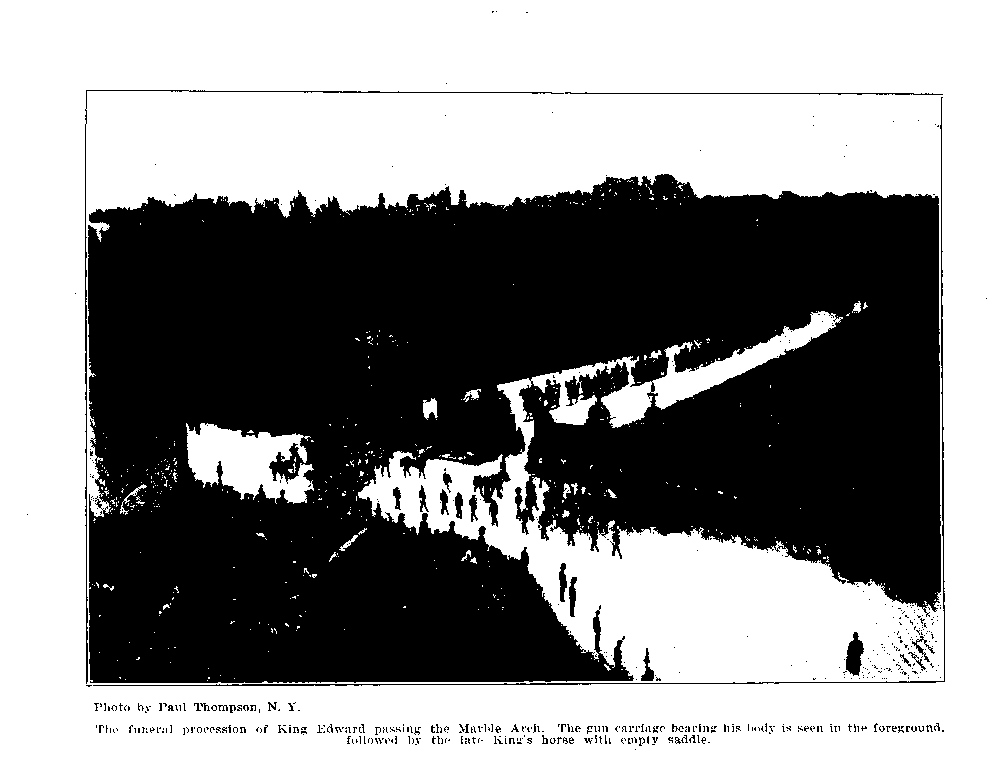 Photo by Paul Thompson, N. Y.
The funeral procession of King Edward passing the Marble Arch. The gun carriage bearing his body is seen in the foreground,
followed by the late King's horse with empty saddle.